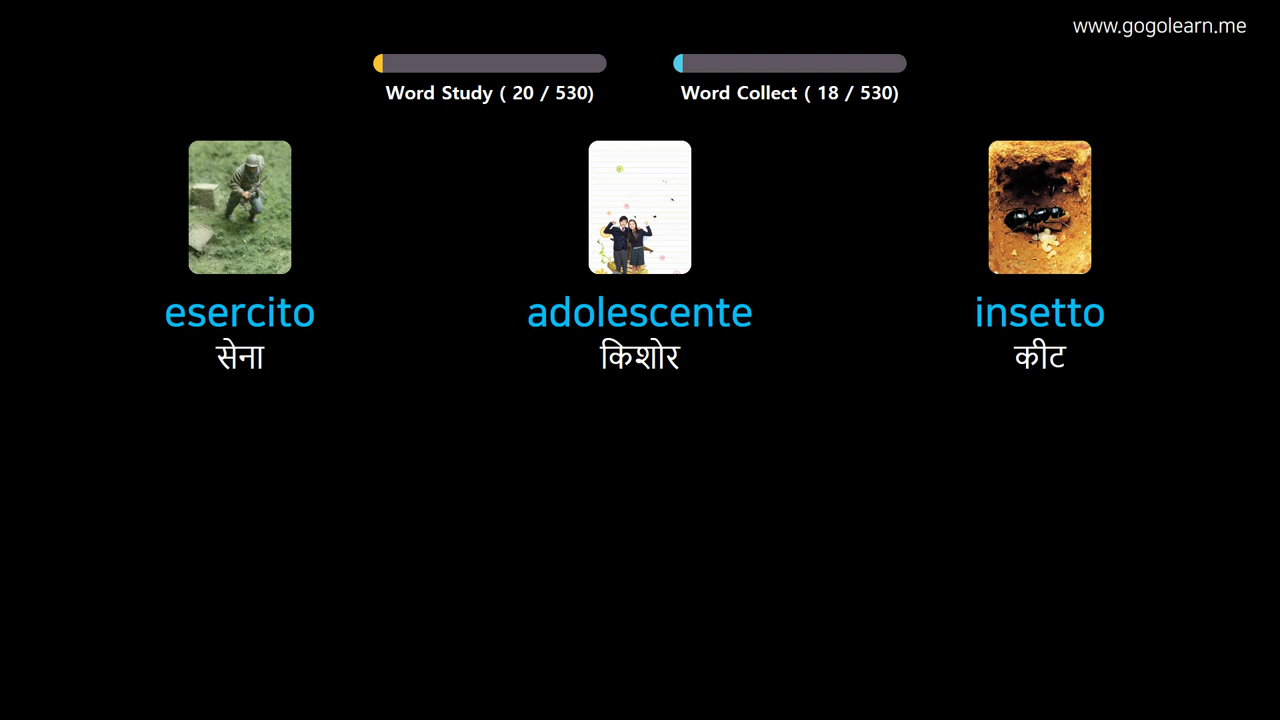 www.gogolearn.me
Word Study ( 20 / 530)
Word Collect ( 18 / 530)
esercito
सेना
adolescente
किशोर
insetto
कीट